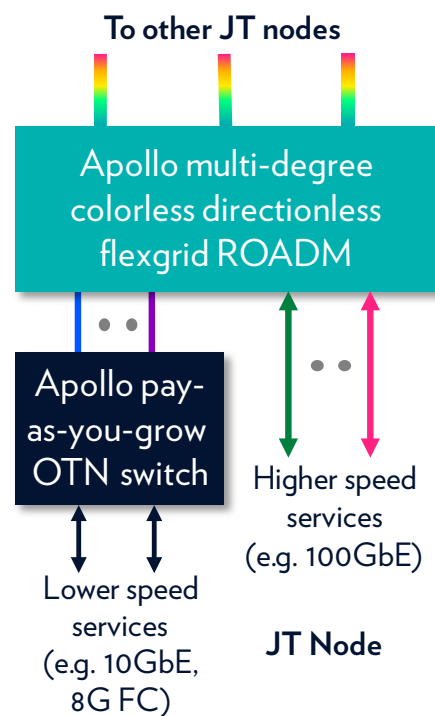 To other JT nodes
Apollo multi-degree
colorless directionless
flexgrid ROADM
Apollo pay-
as-you-grow
OTN switch
Higher speed
services
(e.g. 100GbE)
Lower speed
services
(e.g. 10GbE,
8G FC)
JT Node